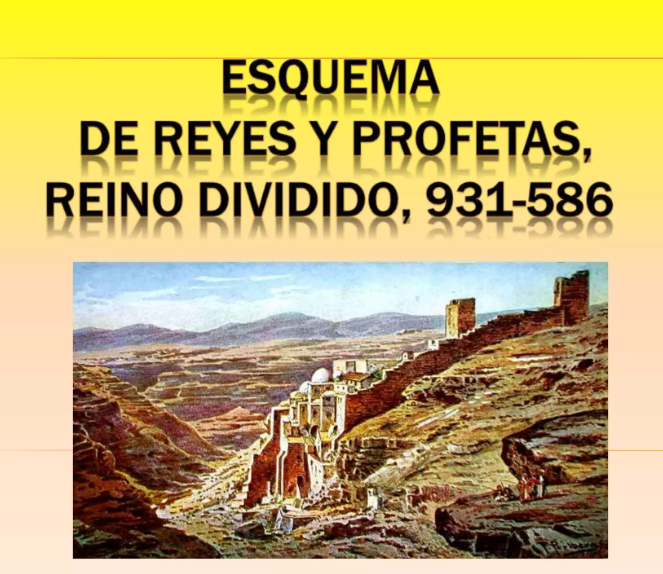 ESQUEMA
DE REYES Y PROFETAS,
REINO DIVIDIDO, 931-586